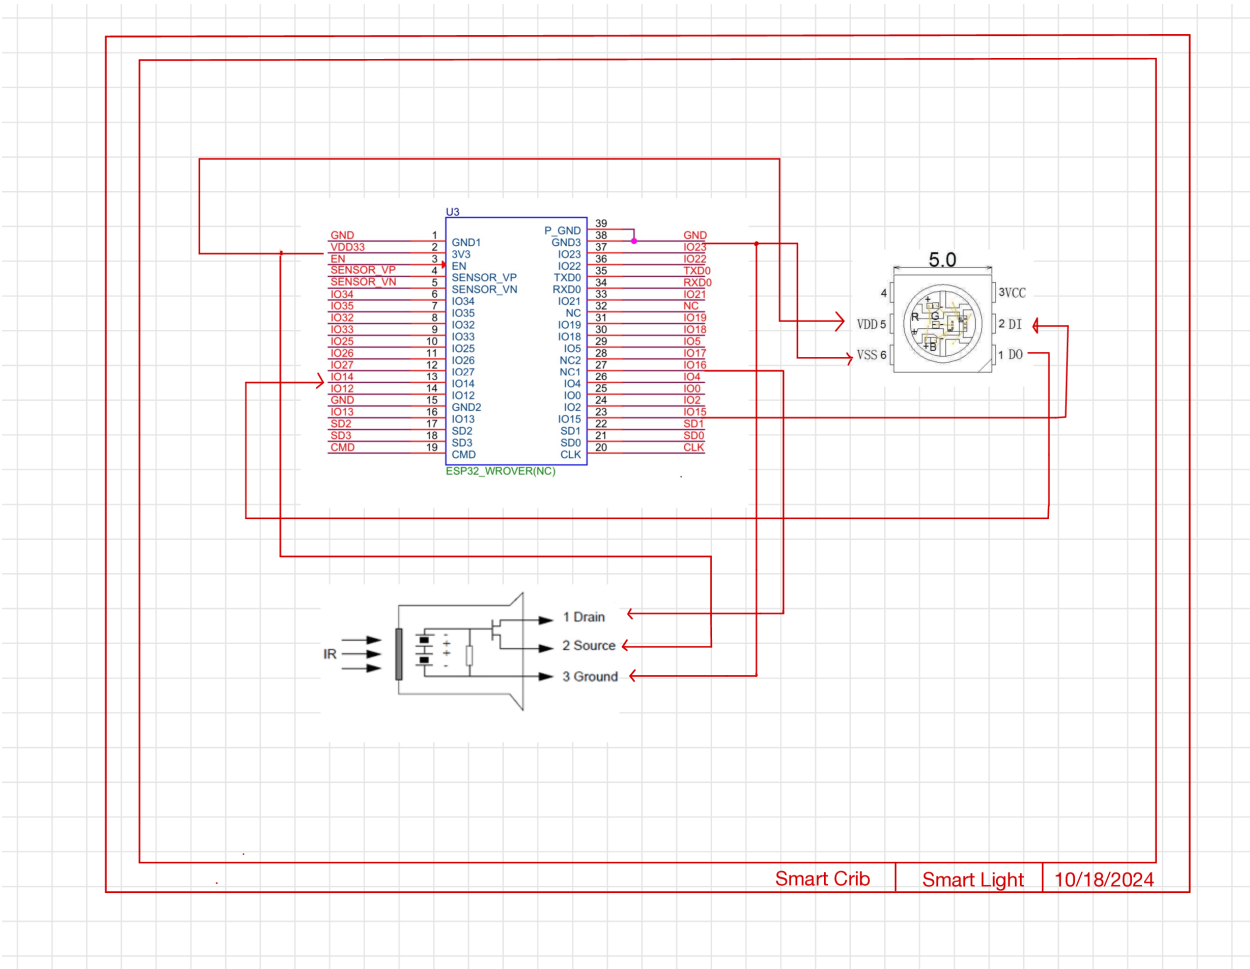 U3
GND 1 GND1
VDD33 2 3V3
EN 3 EN
SENSOR_VP 4 SENSOR_VP
SENSOR_VN 5 SENSOR_VN
IO34 6 IO34
IO35 7 IO35
IO32 8 IO32
IO33 9 IO33
IO25 10 IO25
IO26 11 IO26
IO27 12 IO27
IO14 13 IO14
IO12 14 IO12
GND 15 GND2
IO13 16 IO13
SD2 17 SD2
SD3 18 SD3
CMD 19 CMD
P_GND 39
GND3 38 GND
IO23 37 IO23
IO22 36 IO22
TXD0 35 TXD0
RXD0 34 RXD0
IO21 33 IO21
NC 32 NC
IO19 31 IO19
IO18 30 IO18
IO5 29 IO5
NC2 28 IO17
NC1 27 IO16
IO4 26 IO4
IO0 25 IO0
IO2 24 IO2
IO15 23 IO15
SD1 22 SD1
SD0 21 SD0
CLK 20 CLK
ESP32_WROVER(NC)
5.0
4 3VCC
VDD 5 R G 2 DI
VSS 6 B 1 DO
IR
1 Drain
2 Source
3 Ground
Smart Crib Smart Light 10/18/2024